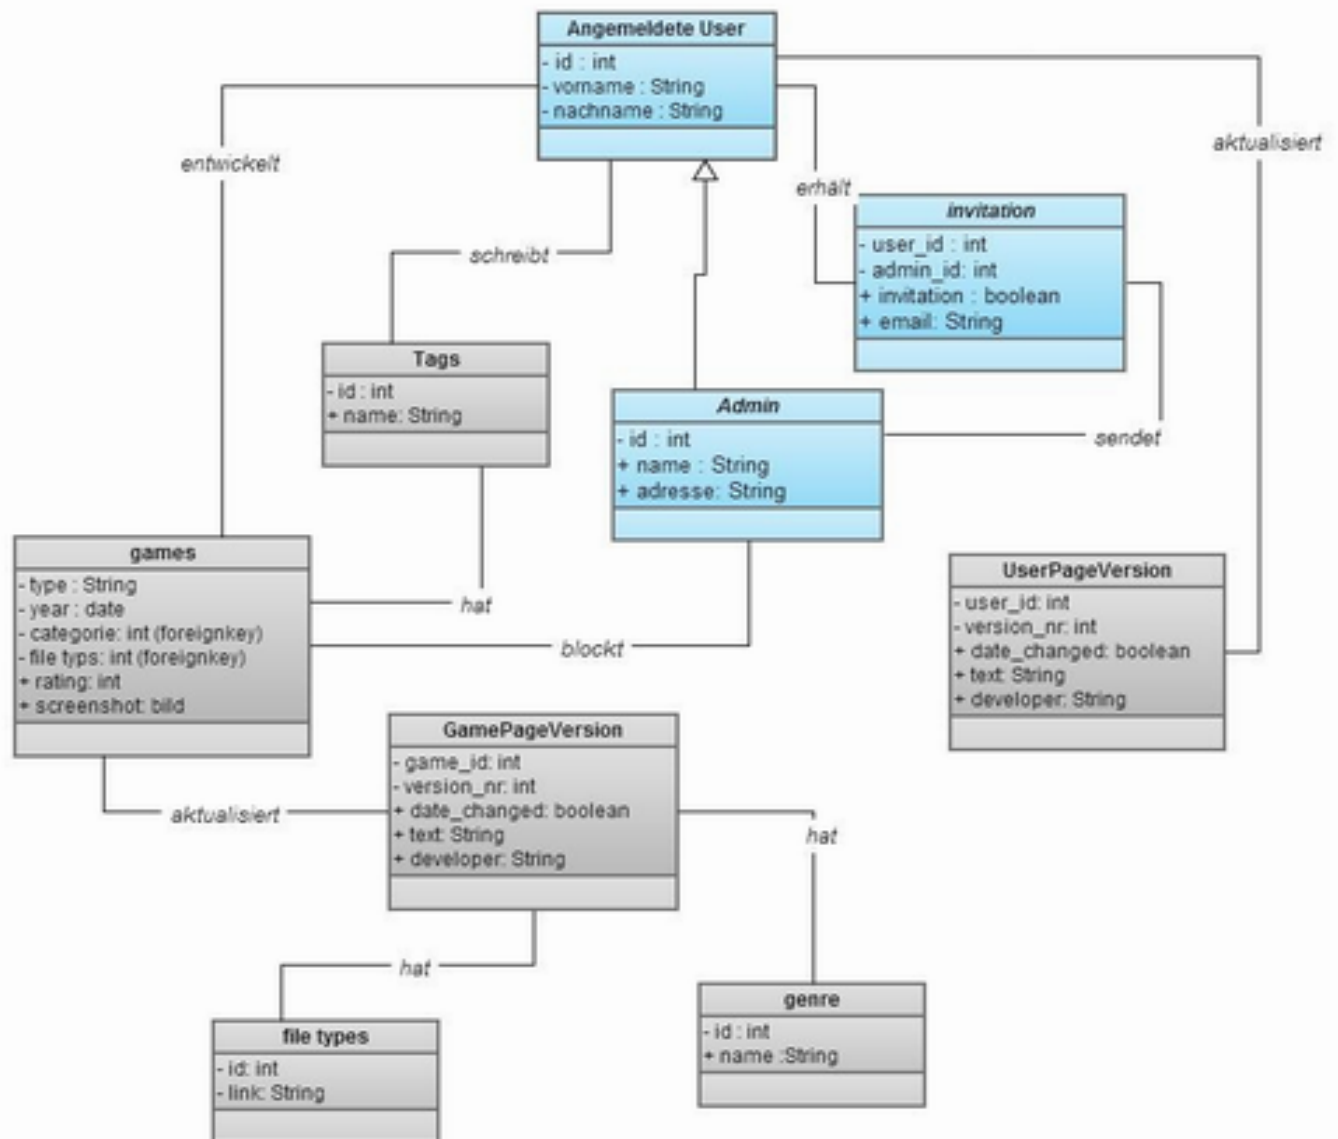 Angemeldete User
- id : int
- vorname : String
- nachname : String
entwickelt
aktualisiert
erhält
schreibt
invitation
- user_id : int
- admin_id: int
+ invitation : boolean
+ email: String
Tags
- id : int
+ name: String
Admin
- id : int
+ name : String
+ adresse: String
sendet
games
- type : String
- year : date
- categorie: int (foreignkey)
- file typs: int (foreignkey)
+ rating: int
+ screenshot: bild
hat
blockt
UserPageVersion
- user_id: int
- version_nr: int
+ date_changed: boolean
+ text: String
+ developer: String
GamePageVersion
- game_id: int
- version_nr: int
+ date_changed: boolean
+ text: String
+ developer: String
aktualisiert
hat
hat
file types
- id: int
- link: String
genre
- id : int
+ name :String